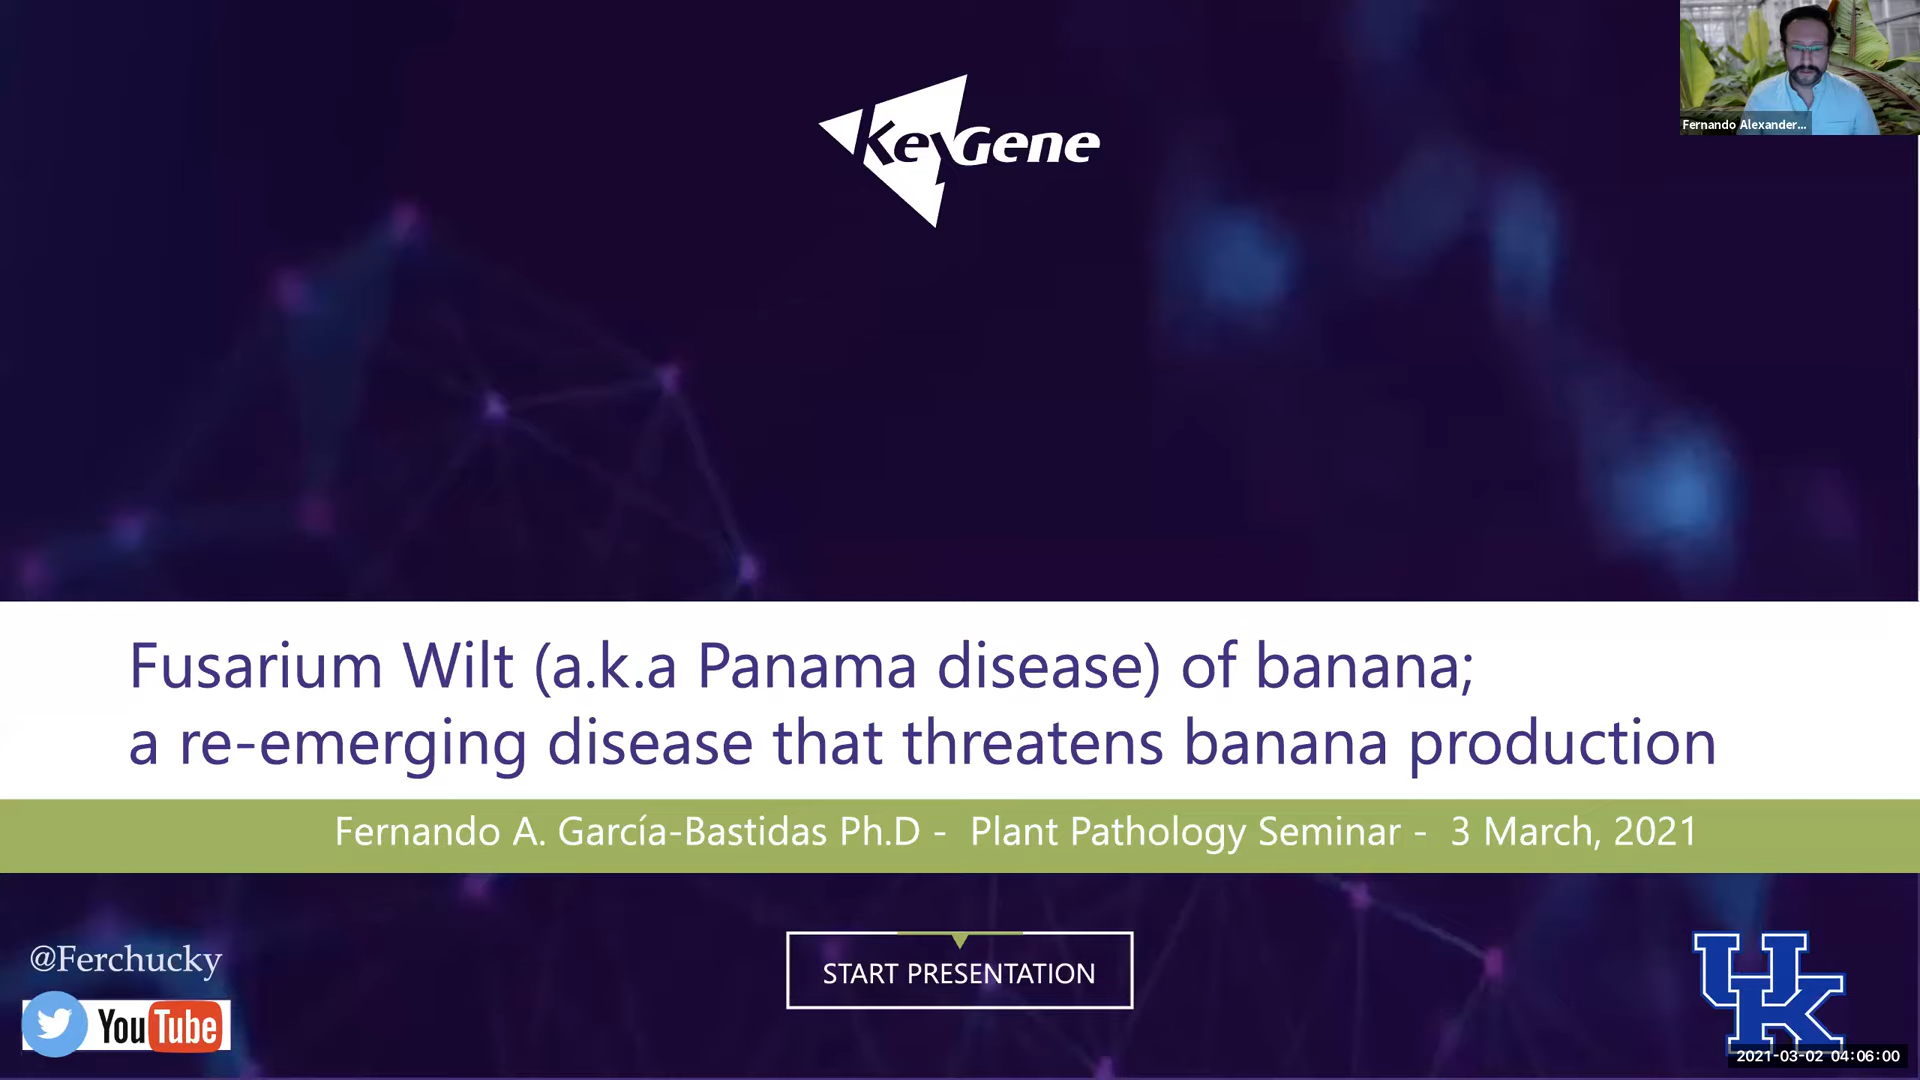 KeyGene
Fernando Alexander...
Fusarium Wilt (a.k.a Panama disease) of banana;
a re-emerging disease that threatens banana production
Fernando A. García-Bastidas Ph.D - Plant Pathology Seminar - 3 March, 2021
@Ferchucky
YouTube
START PRESENTATION
UK
2021-03-02 04:06:00